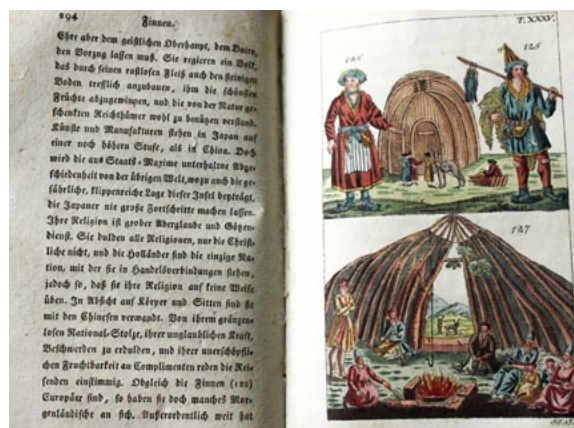 294 Finnen.
Ehre aber dem geistlichen Oberhaupt, dem Dairo,
den Vorzug lassen muß. Sie regieren ein Volk,
das durch seinen rastlosen Fleiß auch den steinigen
Boden trefflich anzubauen, ihm die schönsten
Früchte abzugewinnen, und die von der Natur ge-
schenkten Reichthümer wohl zu benützen verstand.
Künste und Manufakturen stehen in Japan auf
einer noch höhern Stufe, als in China. Doch
wird die aus Staats-Maxime unterhaltne Abge-
schiedenheit von der übrigen Welt, wozu auch die ge-
fährliche, klippenreiche Lage dieser Insel beyträgt,
die Japaner nie große Fortschritte machen lassen.
Ihre Religion ist grober Aberglaube und Götzen-
dienst. Sie dulden alle Religionen, nur die Christ-
liche nicht, und die Holländer sind die einzige Na-
tion, mit der sie in Handelsverbindungen stehen,
jedoch so, daß sie ihre Religion auf keine Weise
üben. In Absicht auf Körper und Sitten sind sie
mit den Chinesen verwandt. Von ihrem gränzen-
losen National-Stolze, ihrer unglaublichen Kraft,
Beschwerden zu erdulden, und ihrer unerschöpfli-
chen Fruchtbarkeit an Complimenten reden die Rei-
senden einstimmig. Obgleich die Finnen (122)
Europäer sind, so haben sie doch manches Mor-
genländische an sich. Außerordentlich weit hat
T. XXXV.
125
126
127